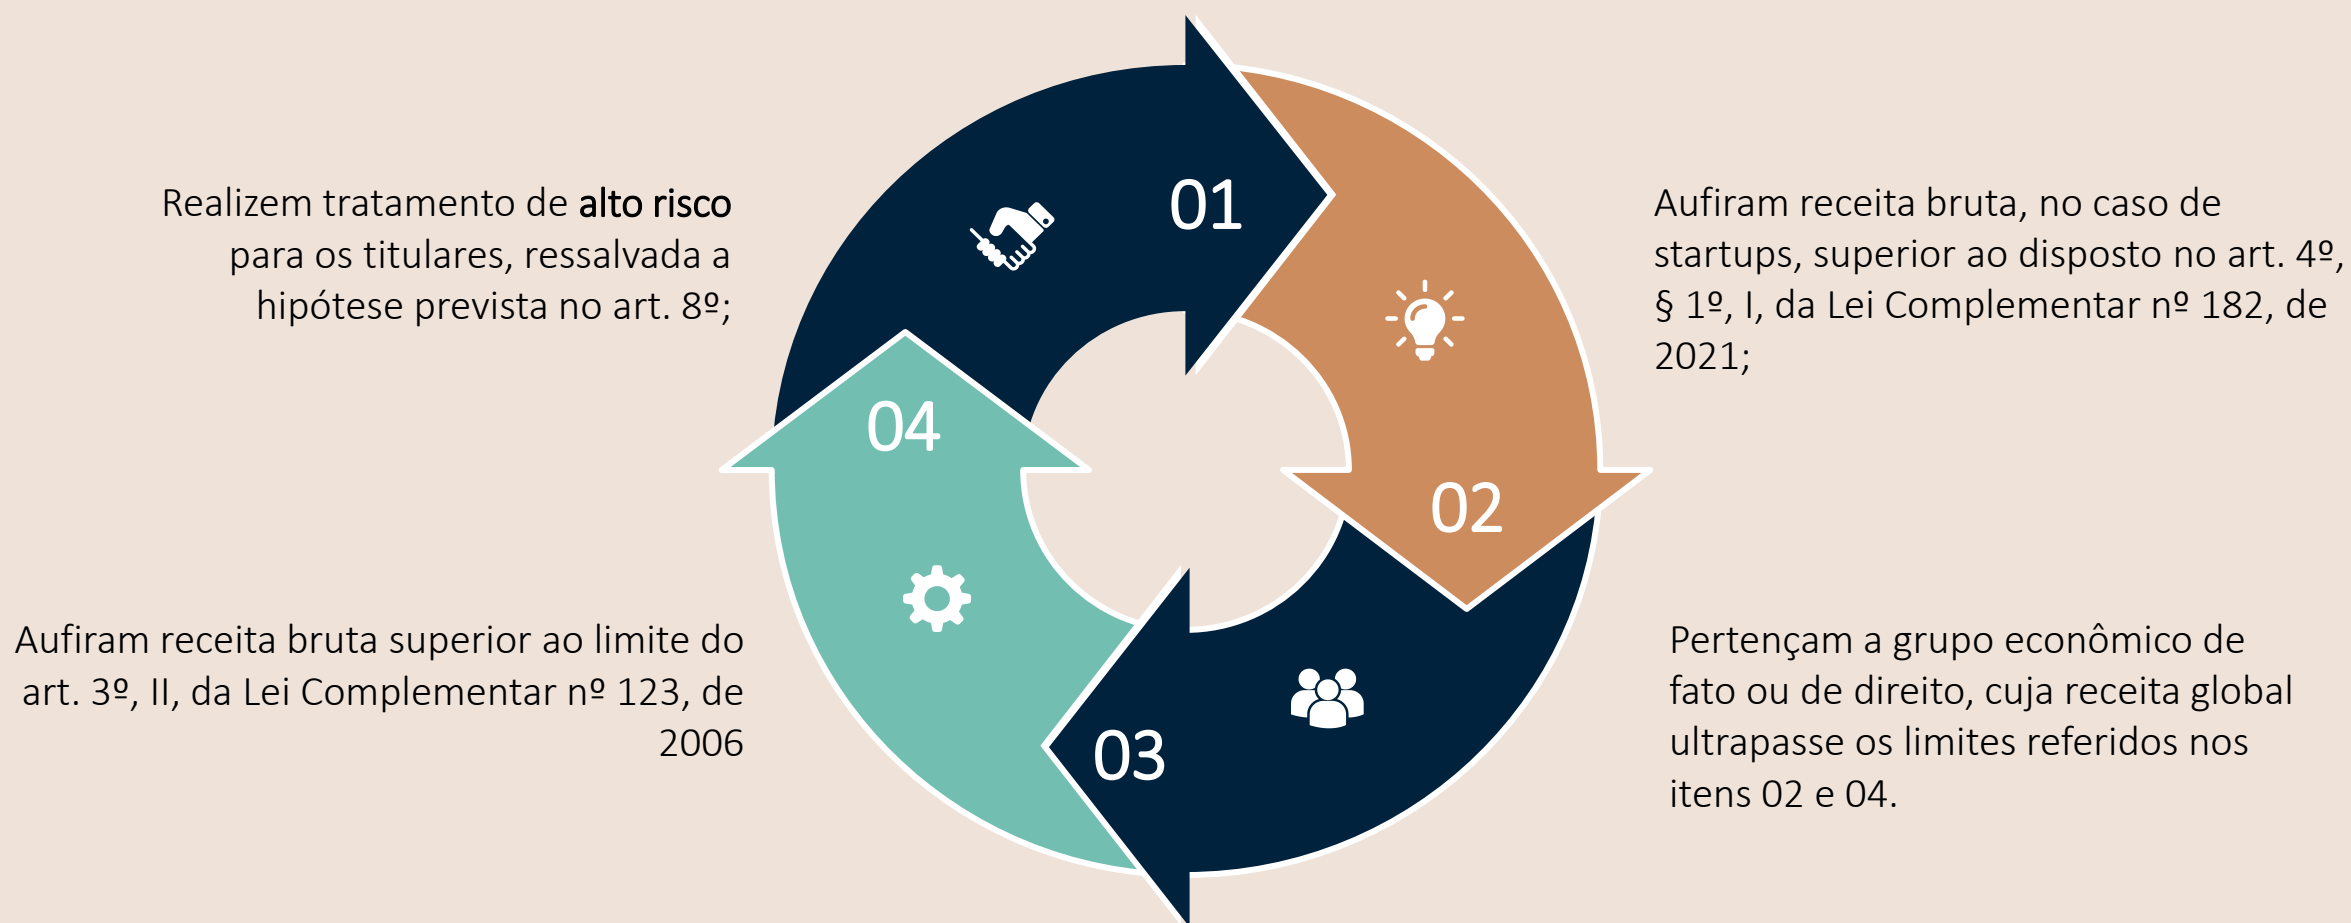 01
Realizem tratamento de alto risco
para os titulares, ressalvada a
hipótese prevista no art. 8º;
02
Aufiram receita bruta, no caso de
startups, superior ao disposto no art. 4º,
§ 1º, I, da Lei Complementar nº 182, de
2021;
03
Pertençam a grupo econômico de
fato ou de direito, cuja receita global
ultrapasse os limites referidos nos
itens 02 e 04.
04
Aufiram receita bruta superior ao limite do
art. 3º, II, da Lei Complementar nº 123, de
2006